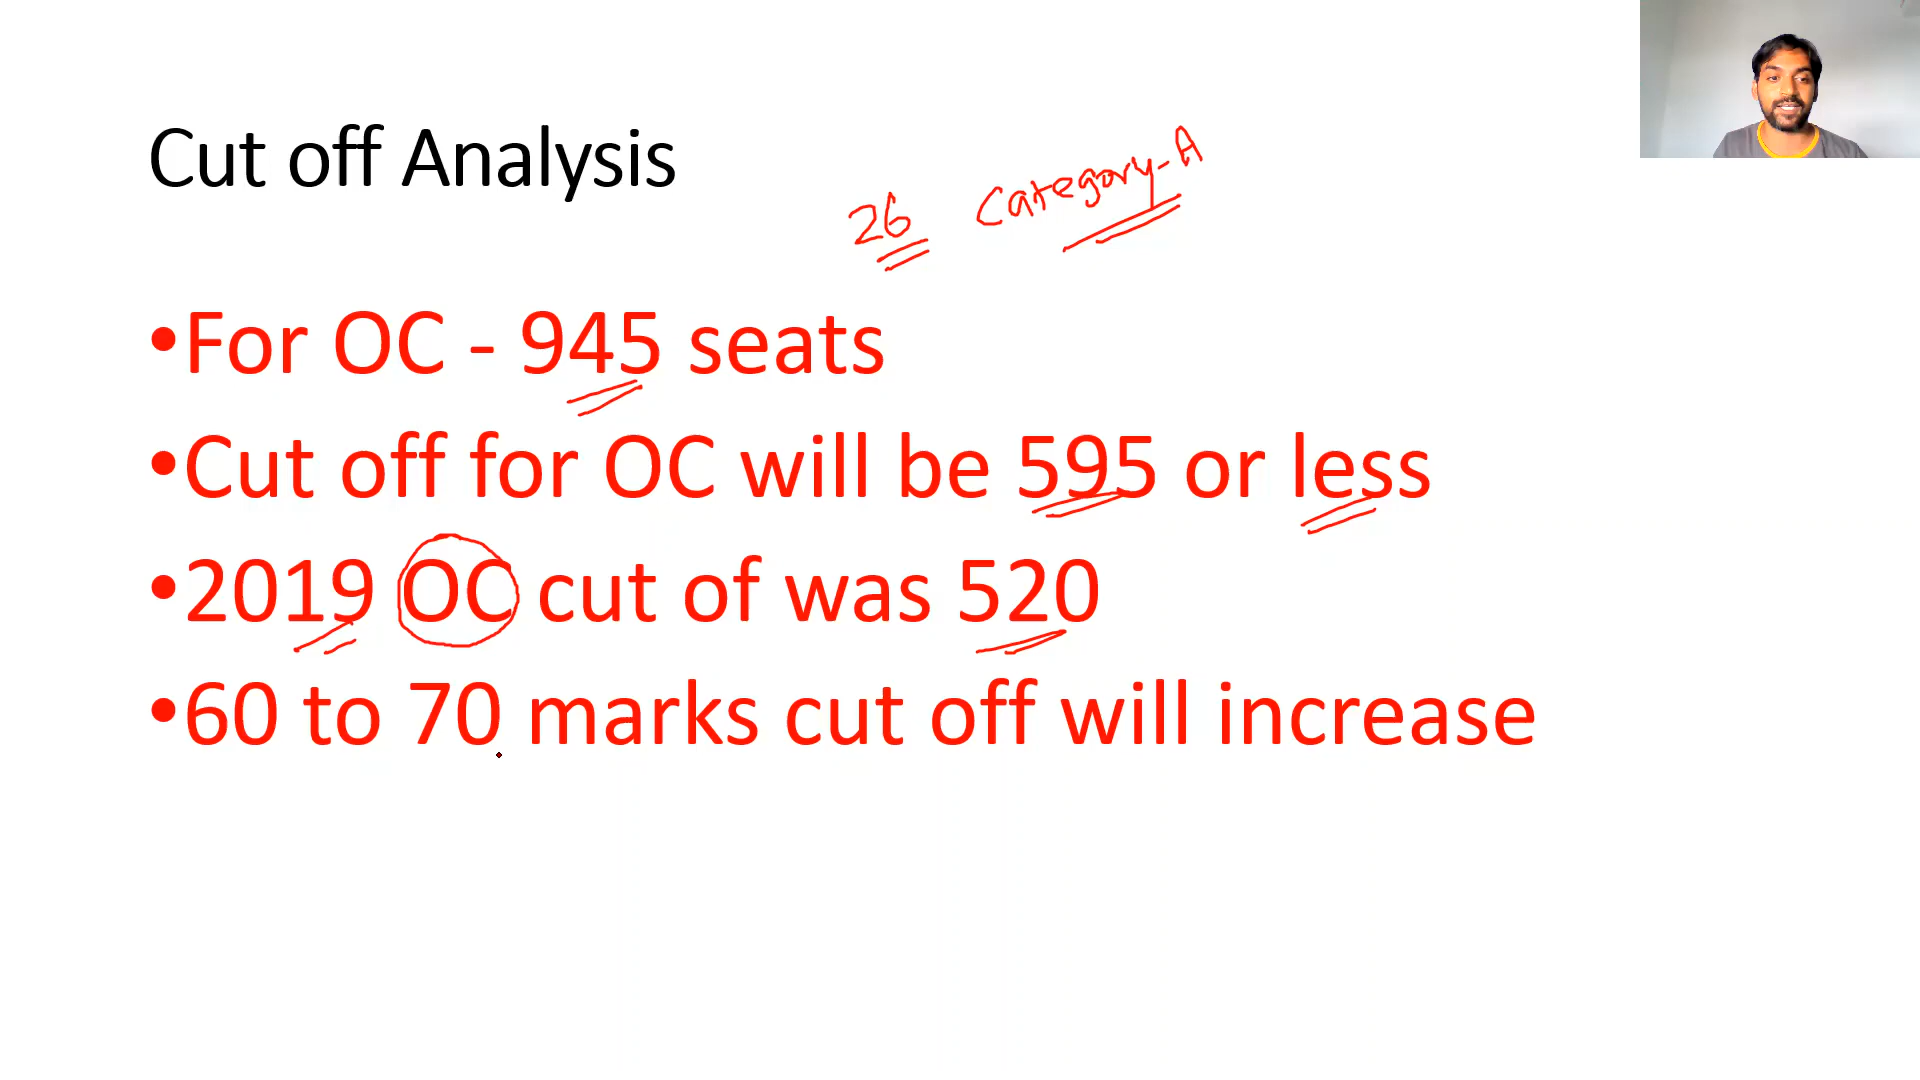 Cut off Analysis
26 Category-A
•For OC - 945 seats
•Cut off for OC will be 595 or less
•2019 OC cut of was 520
•60 to 70 marks cut off will increase